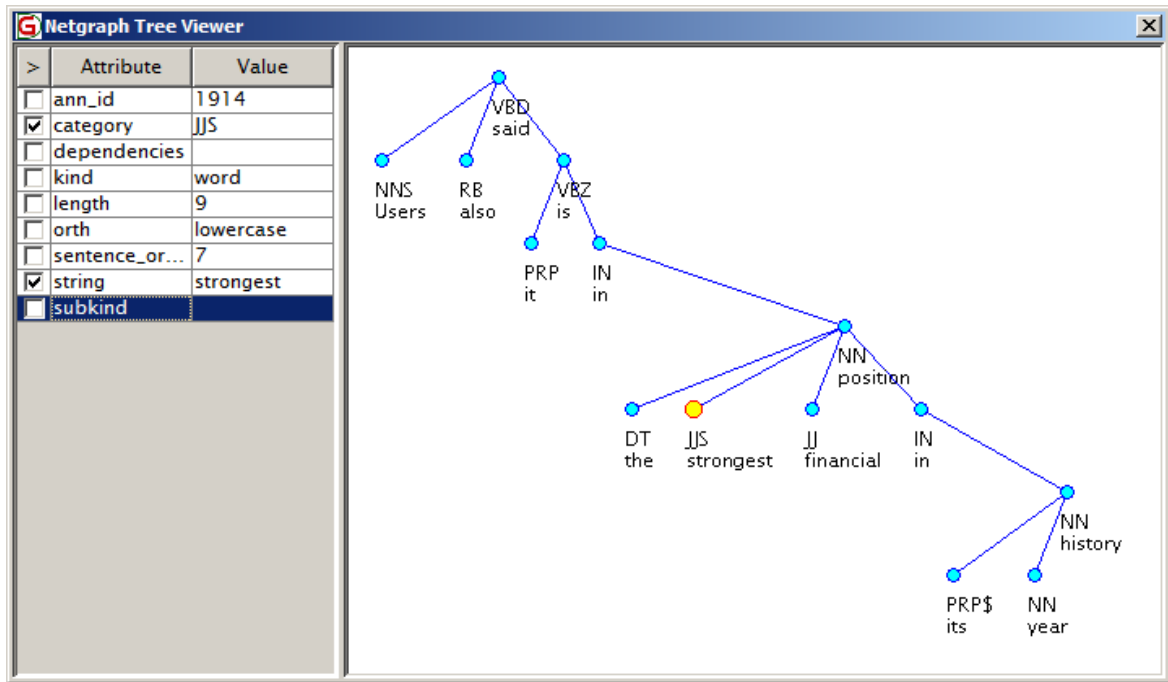 Netgraph Tree Viewer
> Attribute Value
ann_id 1914
category JJS
dependencies
kind word
length 9
orth lowercase
sentence_or... 7
string strongest
subkind
VBD
said
NNS RB VBZ
Users also is
PRP IN
it in
NN
position
DT JJS JJ IN
the strongest financial in
NN
history
PRP$ NN
its year